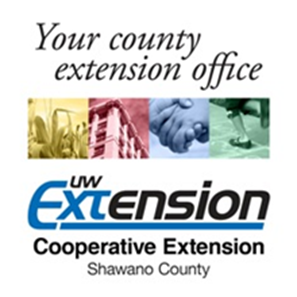 Your county
extension office
UW
Extension
Cooperative Extension
Shawano County